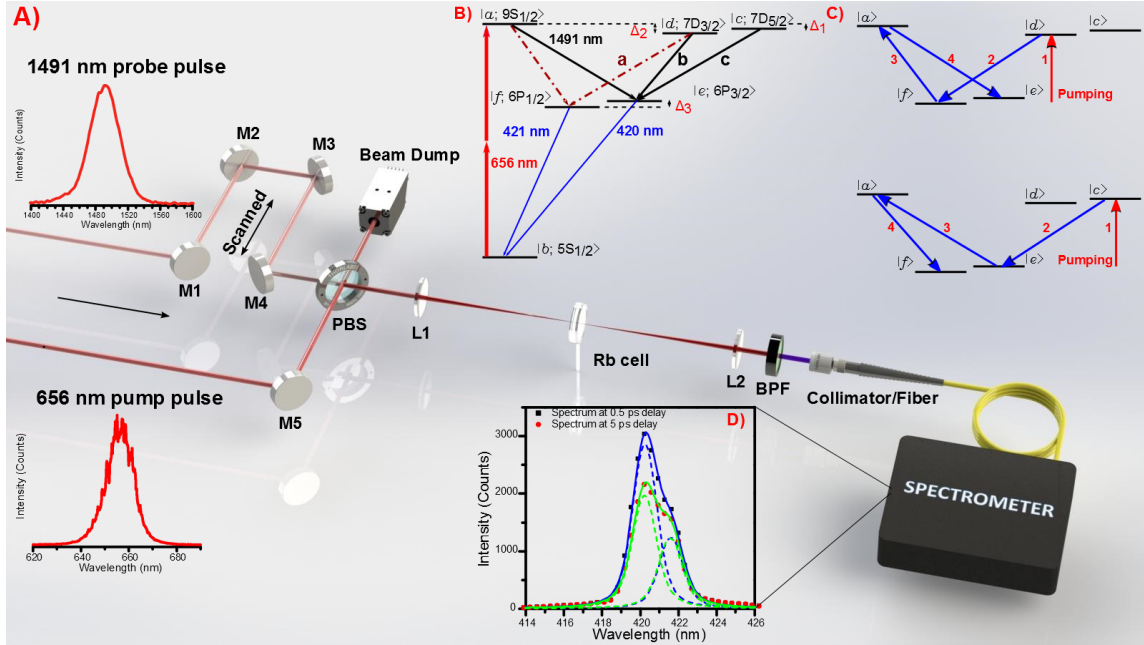 A)
1491 nm probe pulse
Intensity (Counts)
1400 1440 1480 1520 1560 1600
Wavelength (nm)
M2
M3
Scanned
M1
M4
Beam Dump
PBS
L1
Rb cell
L2
BPF
Collimator/Fiber
M5
SPECTROMETER
656 nm pump pulse
Intensity (Counts)
620 640 660 680
Wavelength (nm)
B)
|a; 9S1/2>
|d; 7D3/2>
|c; 7D5/2>
Δ2
Δ1
1491 nm
a
b
c
|f; 6P1/2>
|e; 6P3/2>
Δ3
421 nm
420 nm
656 nm
|b; 5S1/2>
C)
|a>
|d>
|c>
3
4
2
1
|f>
|e>
Pumping
|a>
|d>
|c>
4
3
2
1
|f>
|e>
Pumping
D)
Spectrum at 0.5 ps delay
Spectrum at 5 ps delay
Intensity (Counts)
3000
2000
1000
0
414 416 418 420 422 424 426
Wavelength (nm)